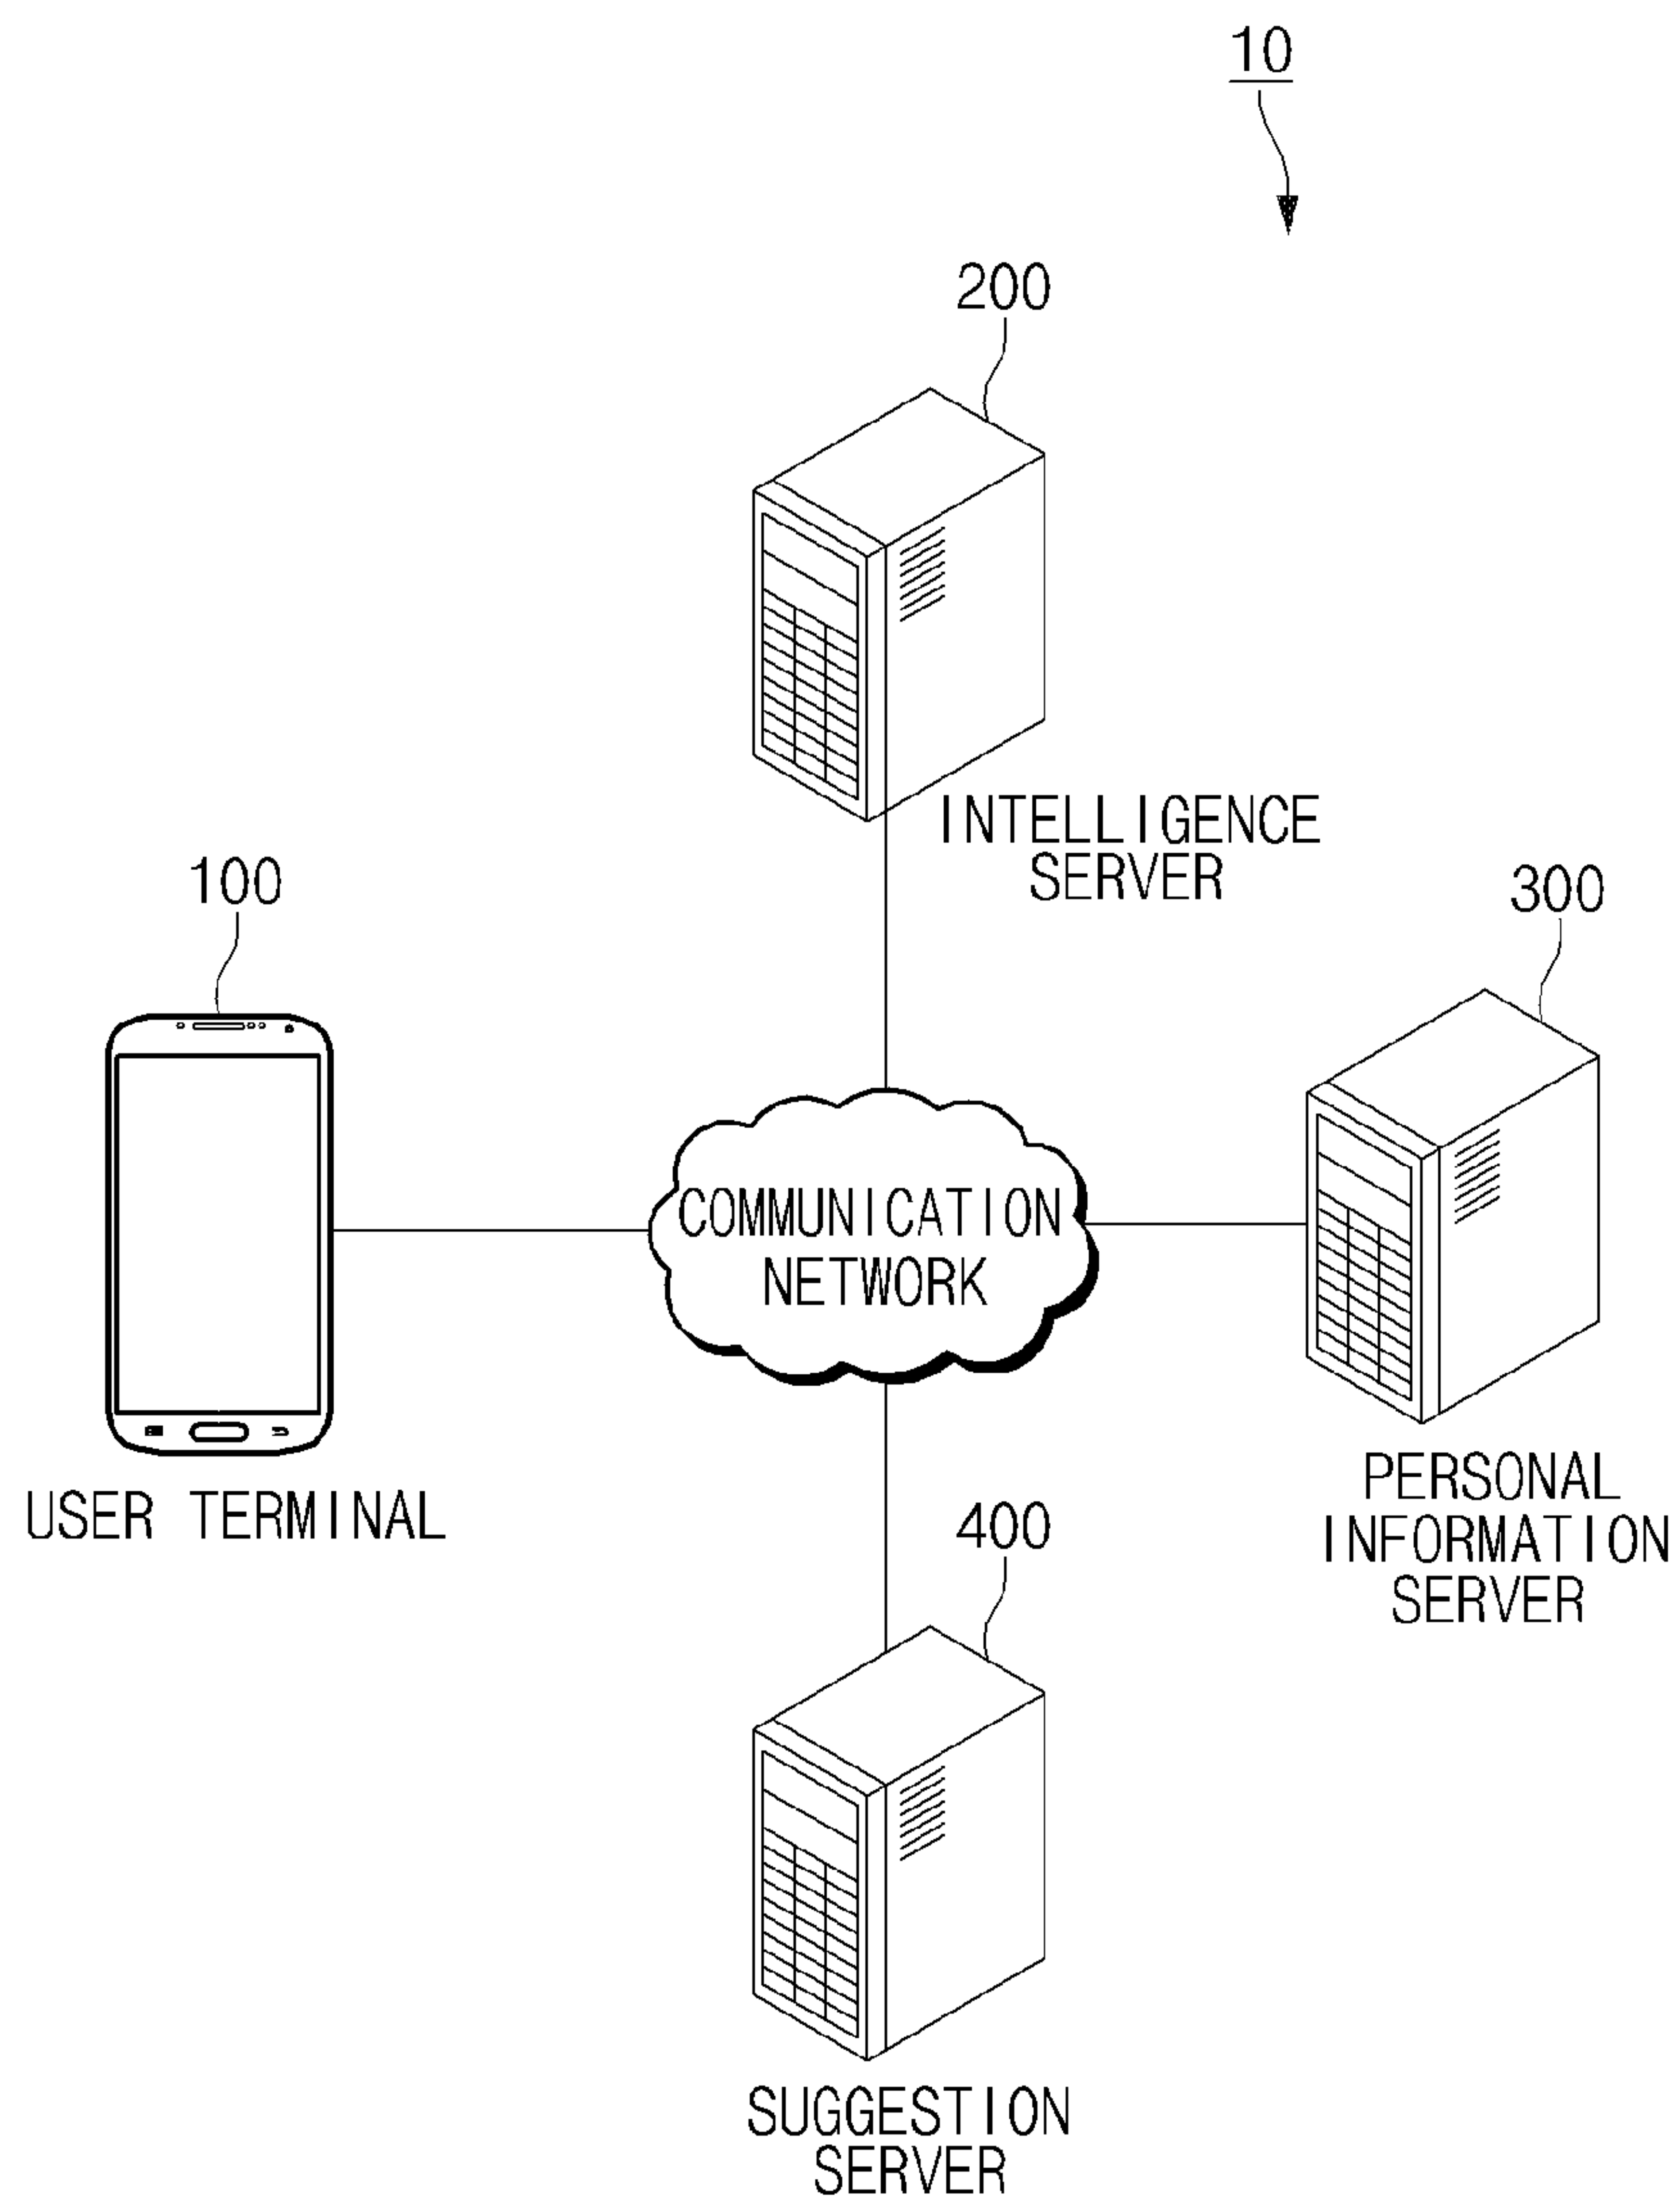 10
200
INTELLIGENCE
SERVER
100
300
COMMUNICATION
NETWORK
USER TERMINAL
PERSONAL
INFORMATION
SERVER
400
SUGGESTION
SERVER